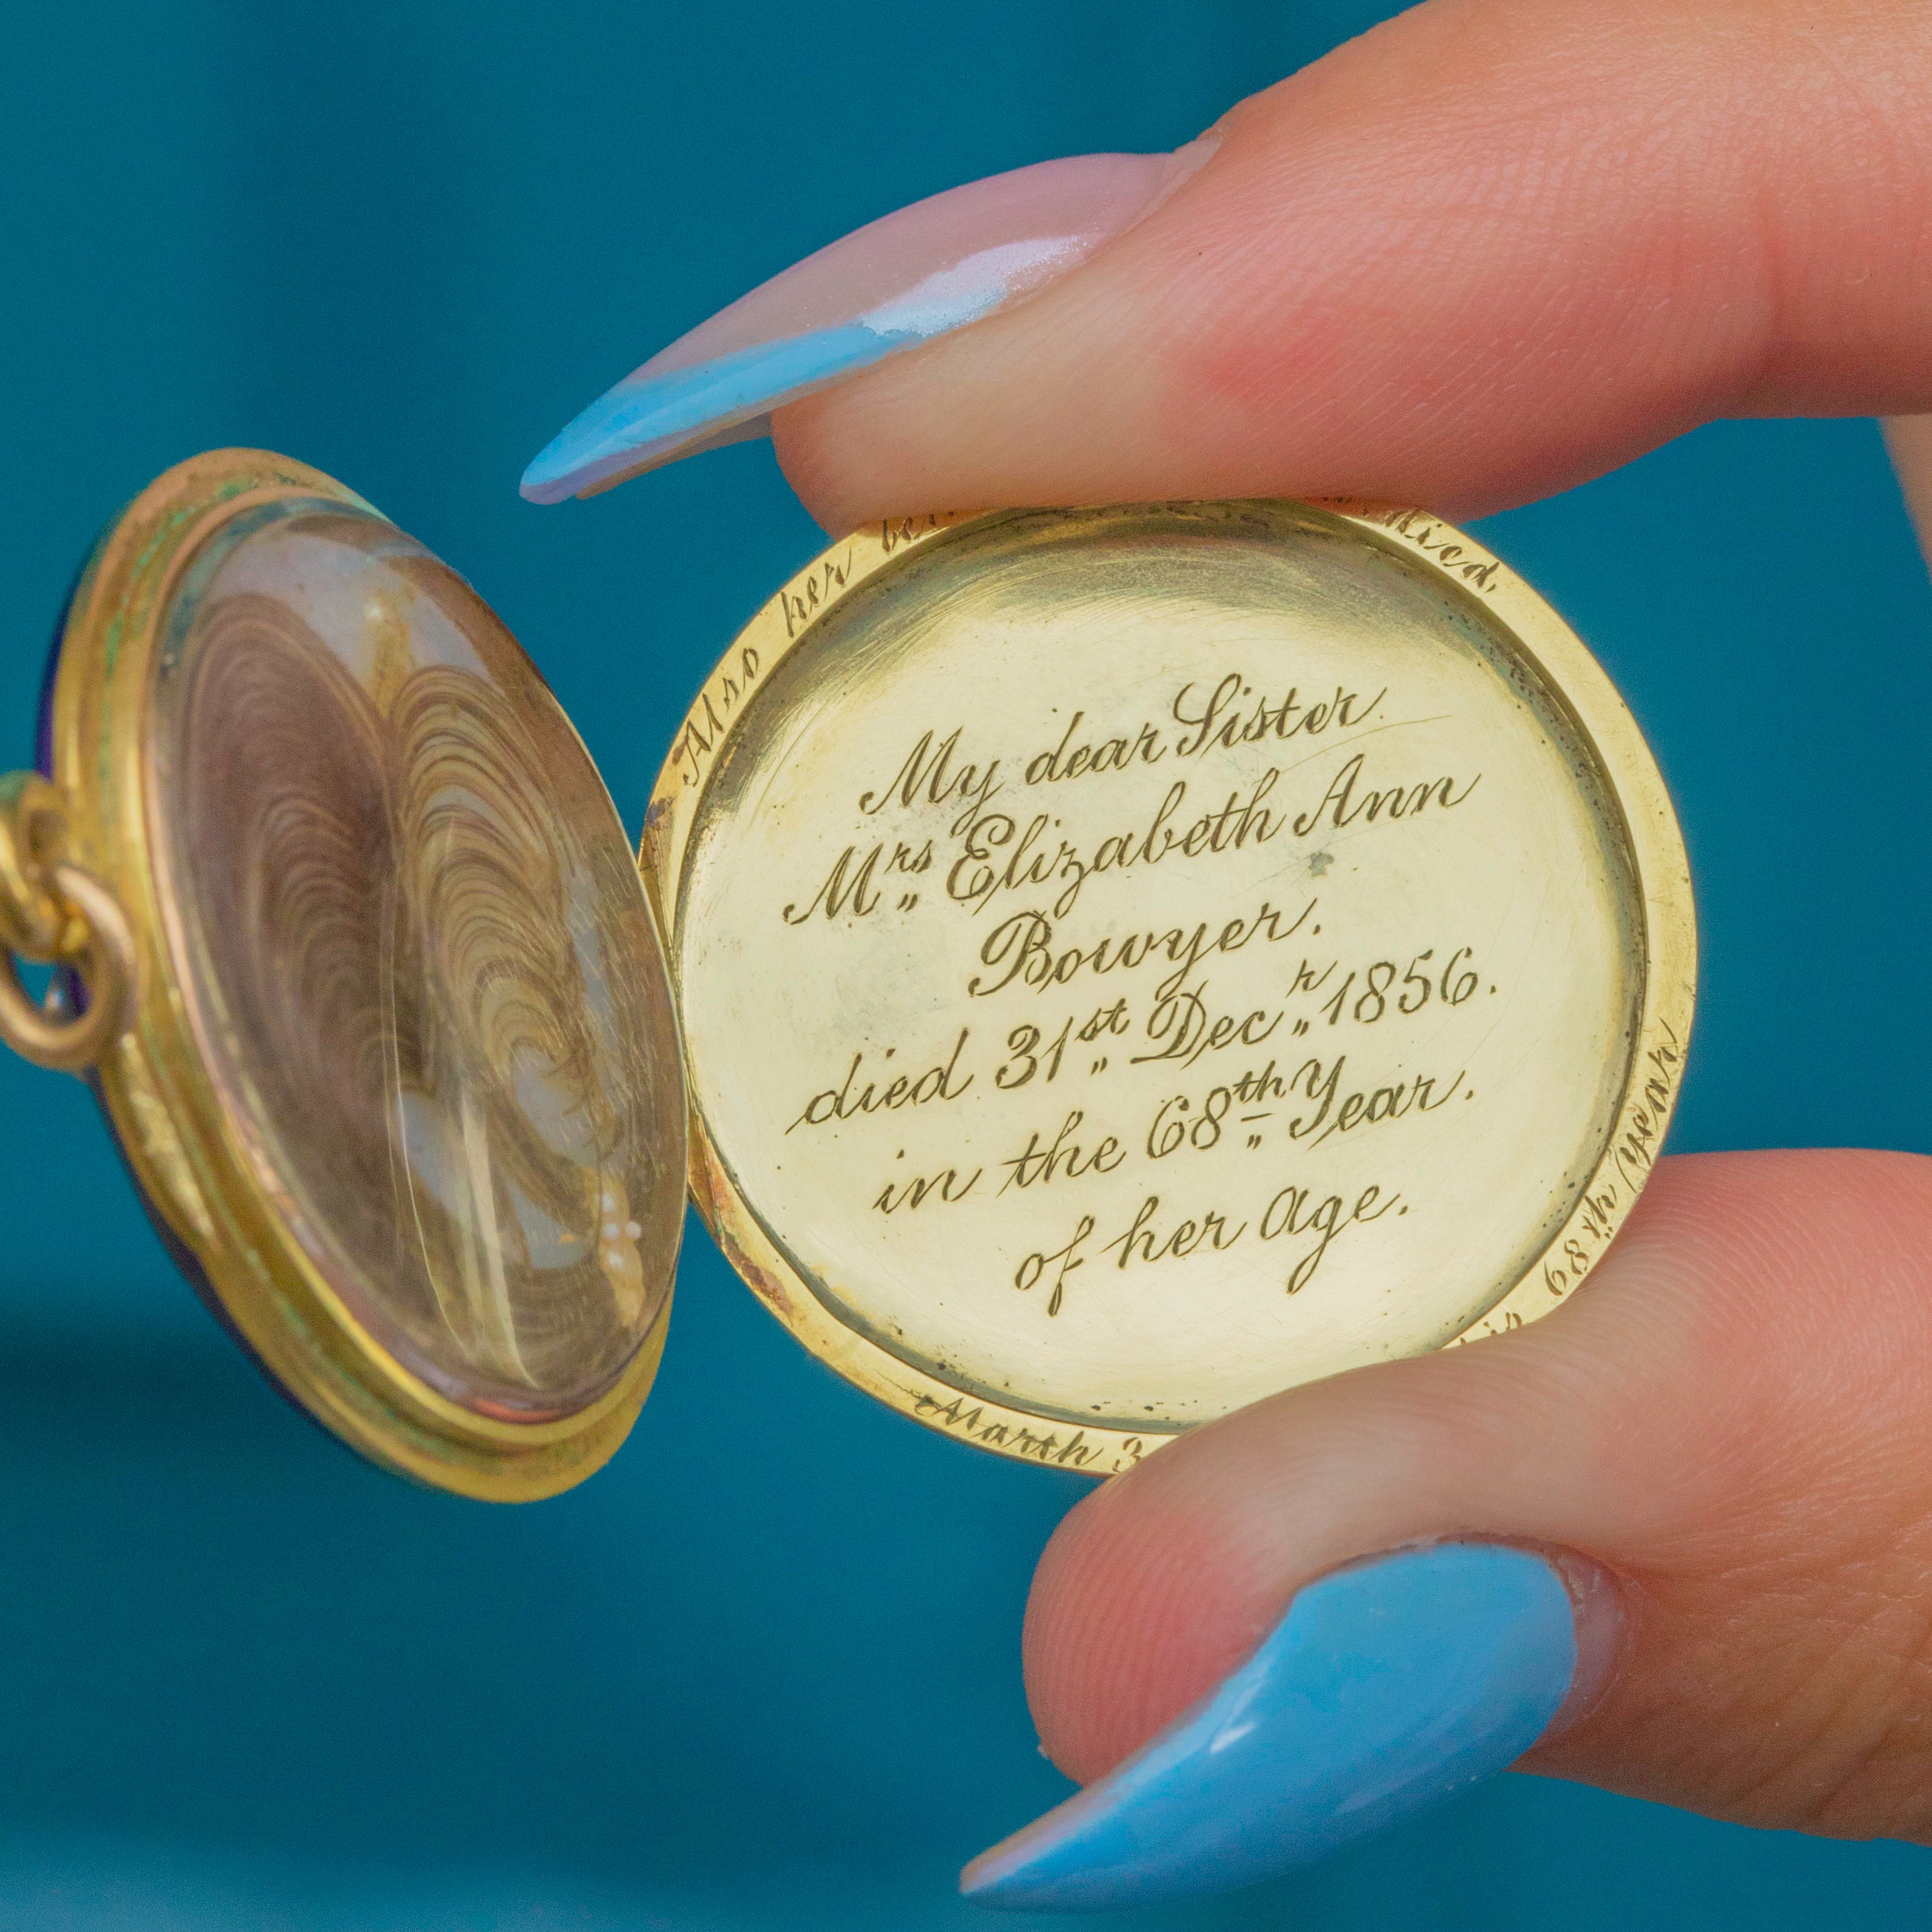 My dear Sister.
Mrs Elizabeth Ann
Bowyer.
died 31st Decr 1856.
in the 68th Year.
of her Age.
Also her
died,
March 3
68th Year